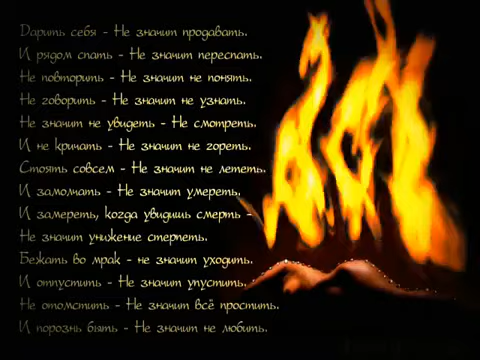 Дарить себя - Не значит продавать.
И рядом спать - Не значит переспать.
Не повторить - Не значит не понять.
Не говорить - Не значит не узнать.
Не значит не увидеть - Не смотреть.
И не кричать - Не значит не гореть.
Стоять совсем - Не значит не лететь.
И замолчать - Не значит умереть.
И замереть, когда увидишь смерть -
Не значит унижение стерпеть.
Бежать во мрак - не значит уходить.
И отпустить - Не значит упустить.
Не отомстить - Не значит всё простить.
И порознь быть - Не значит не любить.